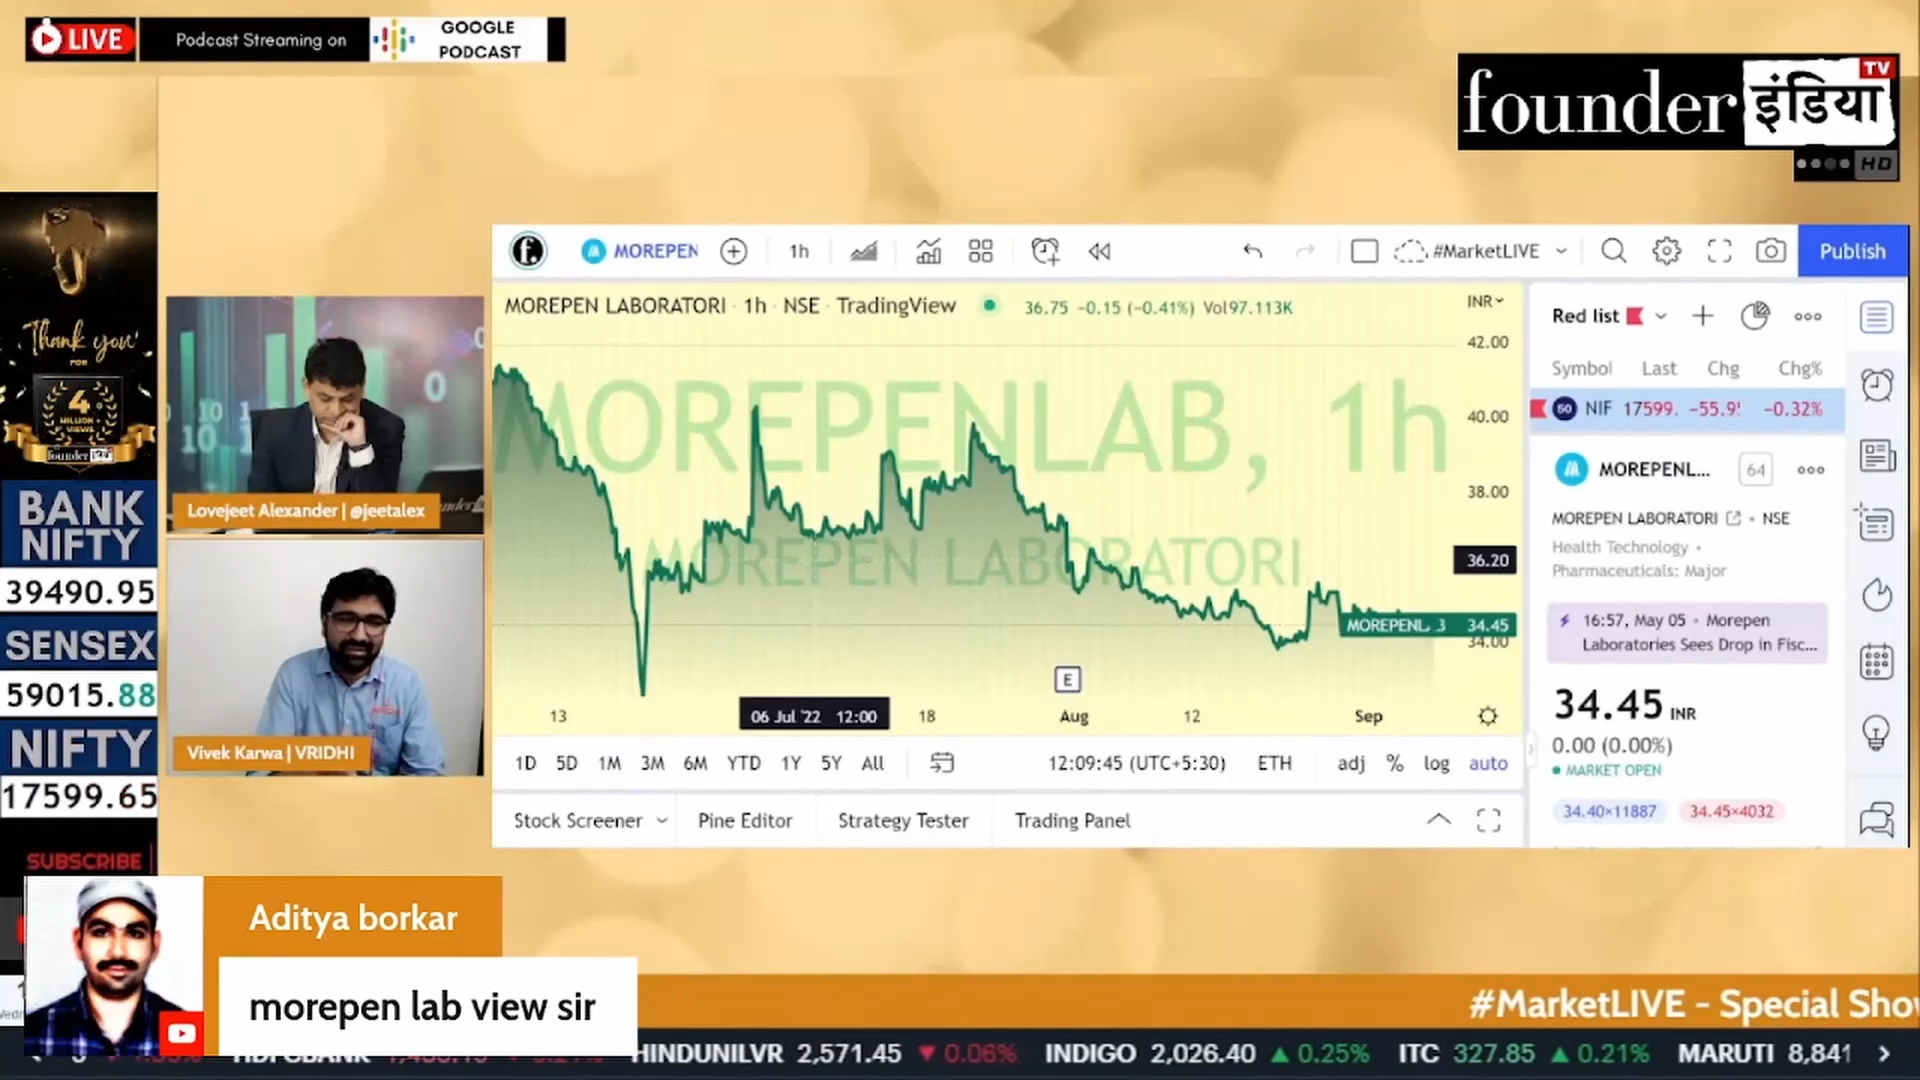 LIVE
Podcast Streaming on
GOOGLE
PODCAST
founder इंडिया
TV
HD
Thank you
FOR
4
MILLION+
VIEWS
BANK
NIFTY
39490.95
SENSEX
59015.88
NIFTY
17599.65
SUBSCRIBE
Lovejeet Alexander | @jeetalex
Vivek Karwa | VRIDHI
MOREPEN
1h
#MarketLIVE
Publish
MOREPEN LABORATORI · 1h · NSE · TradingView
36.75 −0.15 (−0.41%) Vol97.113K
INR
MOREPENLAB, 1h
MOREPEN LABORATORI
42.00
40.00
38.00
36.20
MOREPENL 34.45
34.00
E
13
06 Jul '22 12:00
18
Aug
12
Sep
1D 5D 1M 3M 6M YTD 1Y 5Y All
12:09:45 (UTC+5:30) ETH adj % log auto
Stock Screener Pine Editor Strategy Tester Trading Panel
Red list
Symbol Last Chg Chg%
50 NIF 17599. −55.9 −0.32%
MOREPENL... 64
MOREPEN LABORATORI • NSE
Health Technology •
Pharmaceuticals: Major
16:57, May 05 • Morepen
Laboratories Sees Drop in Fisc...
34.45 INR
0.00 (0.00%)
MARKET OPEN
34.40×11887 34.45×4032
Aditya borkar
morepen lab view sir
#MarketLIVE - Special Sho
HINDUNILVR 2,571.45 ▼ 0.06% INDIGO 2,026.40 ▲ 0.25% ITC 327.85 ▲ 0.21% MARUTI 8,841